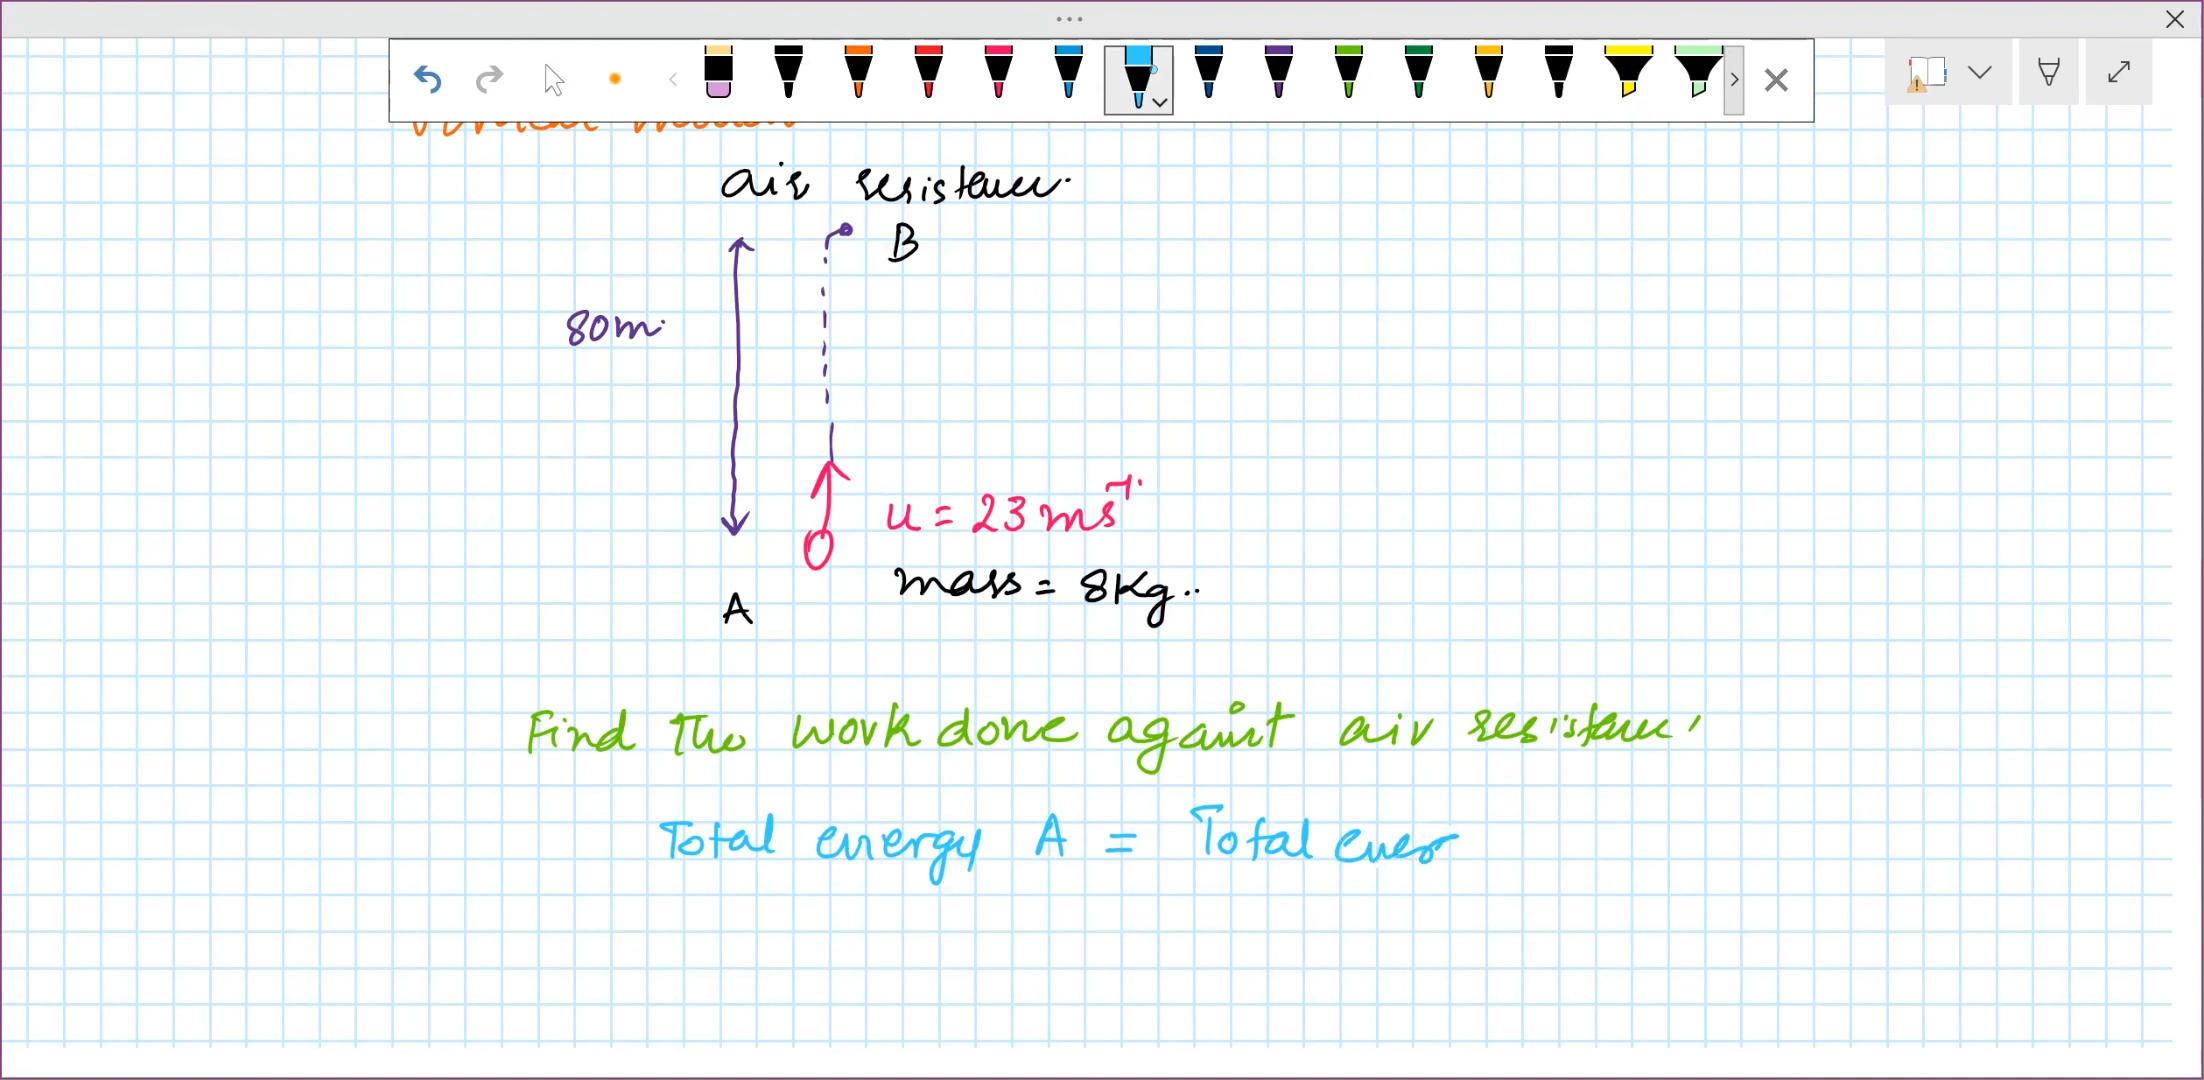 air resistance.
B
80m.
u = 23 ms⁻¹.
mass = 8Kg..
A
Find the work done against air resistance,
Total energy A = Total ener